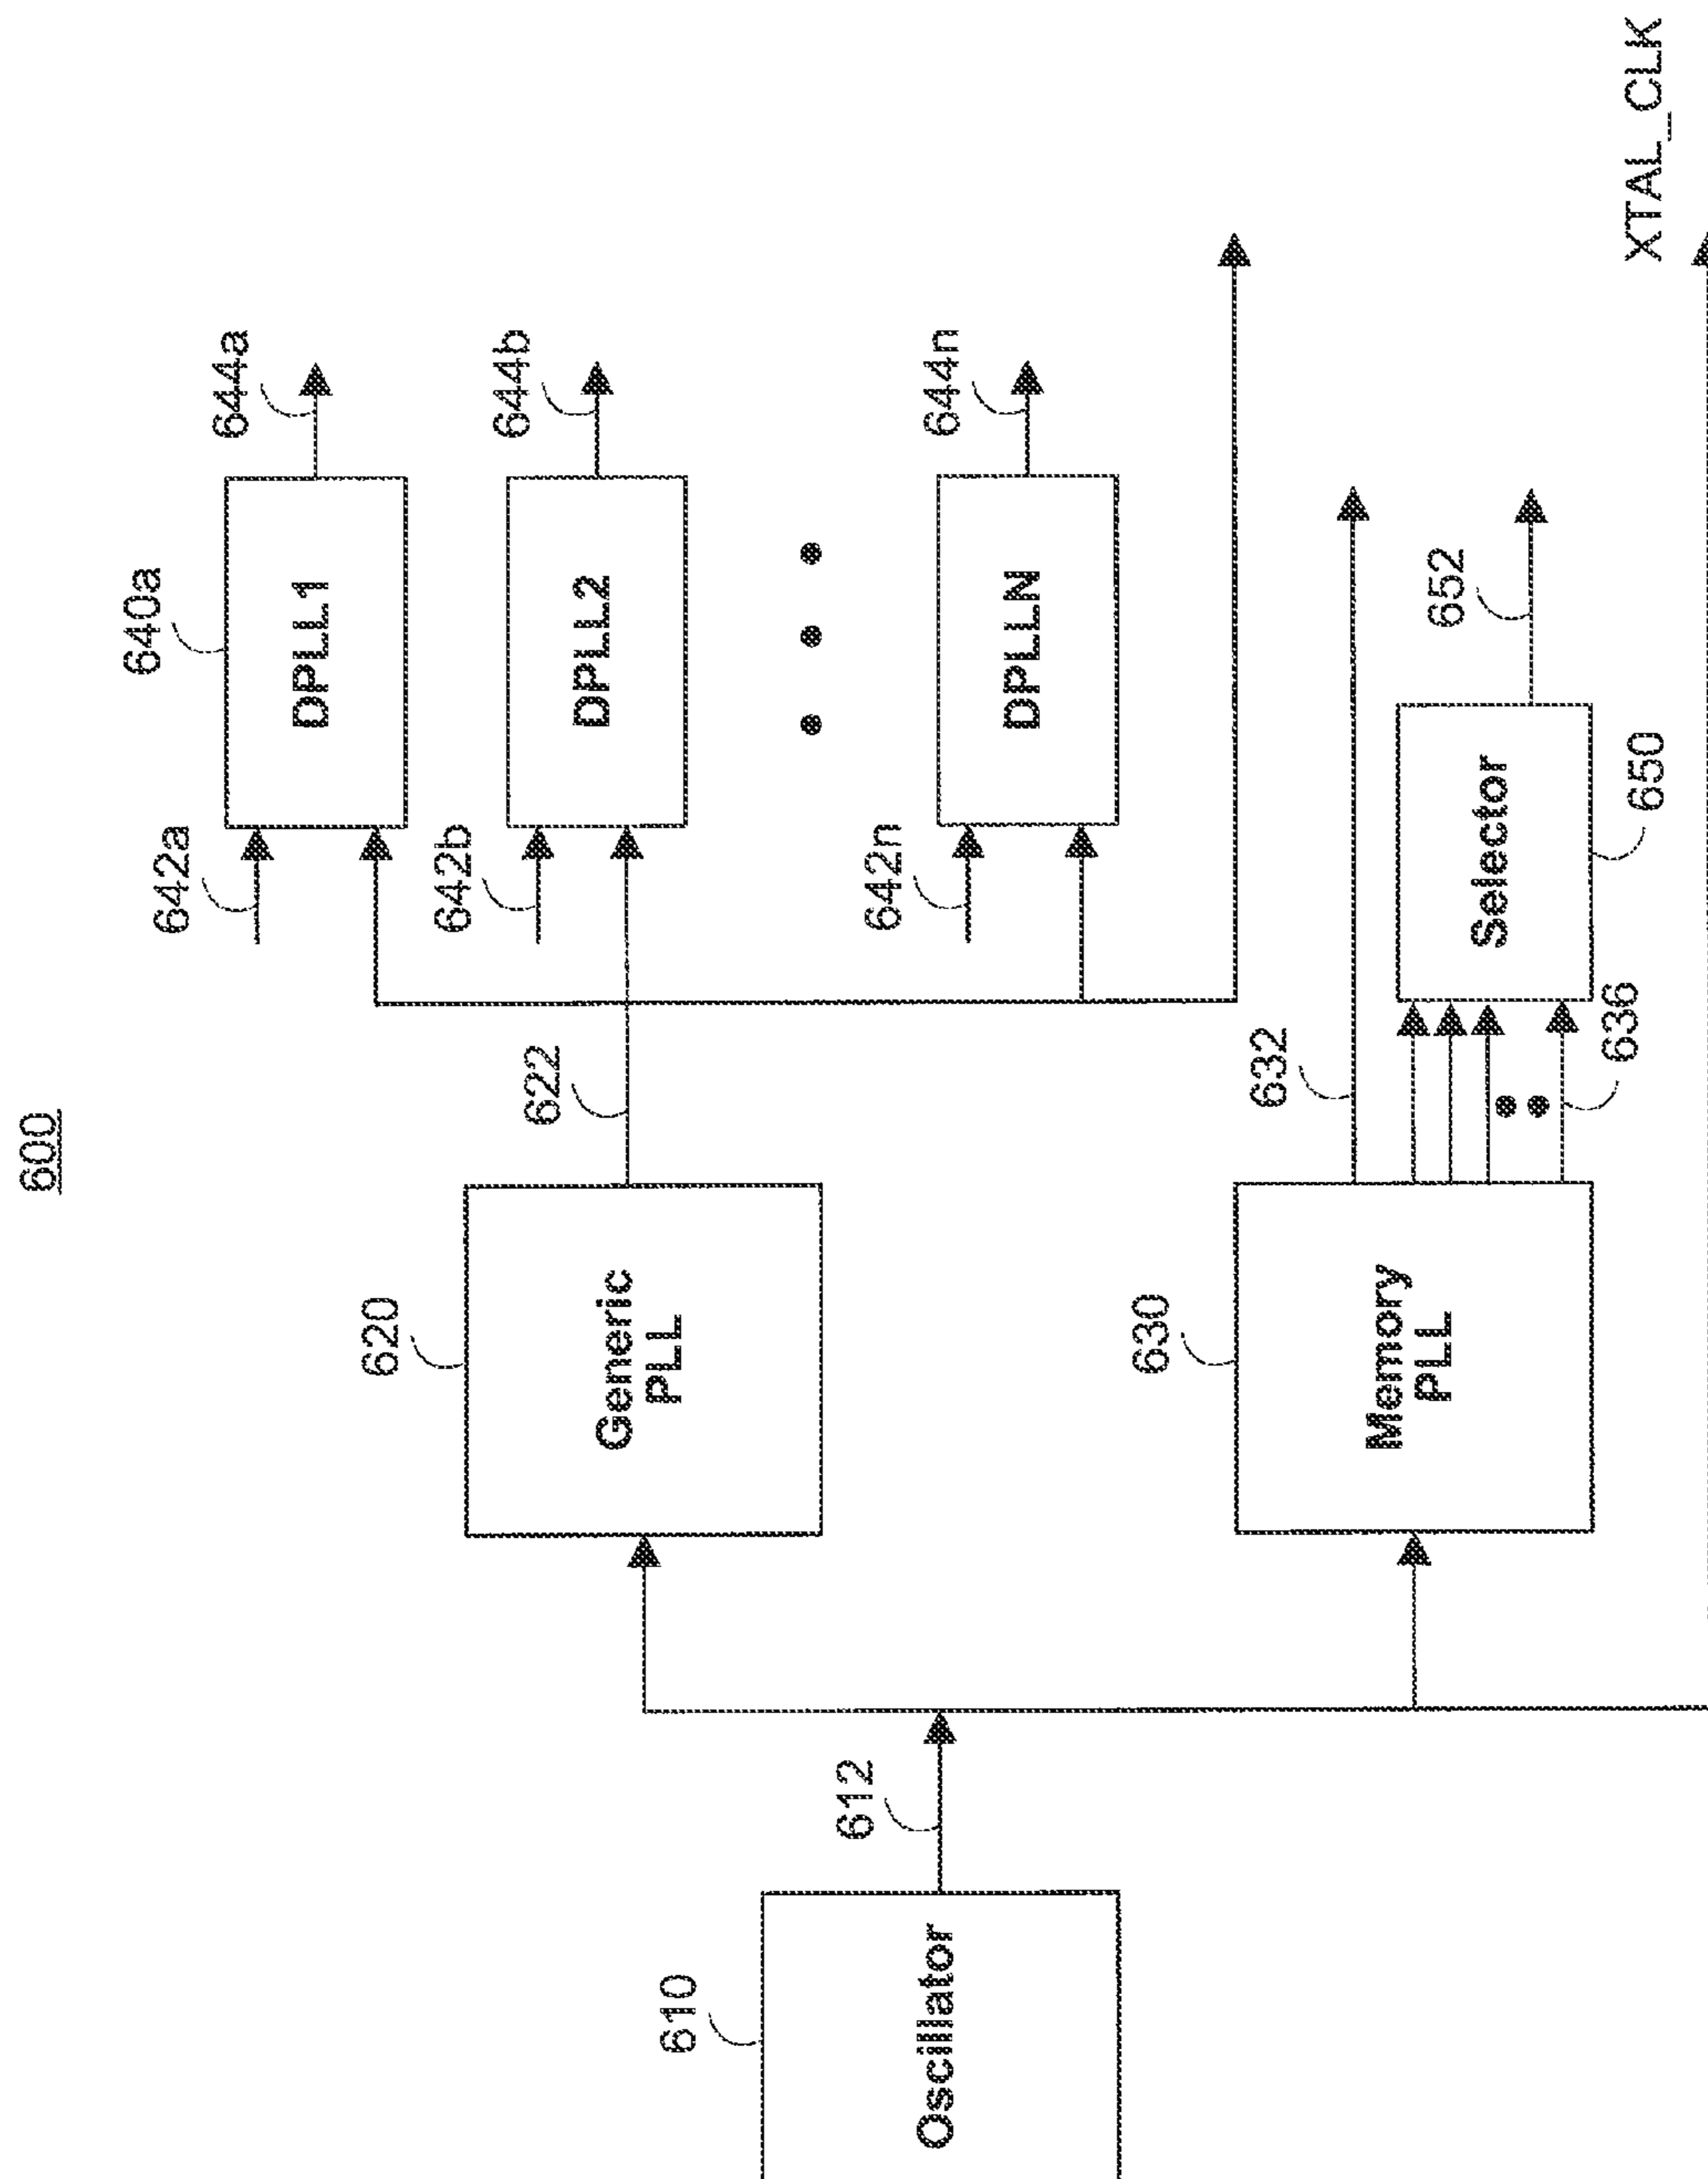 600
610
Oscillator
612
620
Generic
PLL
622
630
Memory
PLL
632
636
640a
DPLL1
642a
644a
DPLL2
642b
644b
DPLLN
642n
644n
Selector
650
652
XTAL_CLK